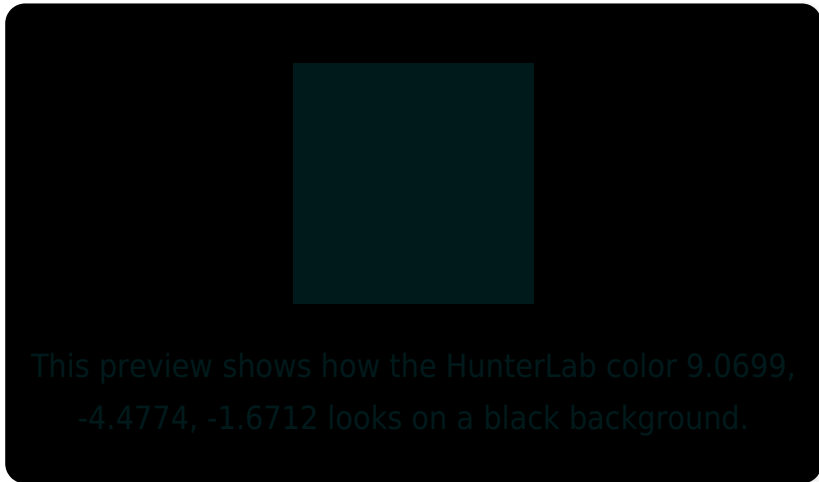 This preview shows how the HunterLab color 9.0699,
-4.4774, -1.6712 looks on a black background.